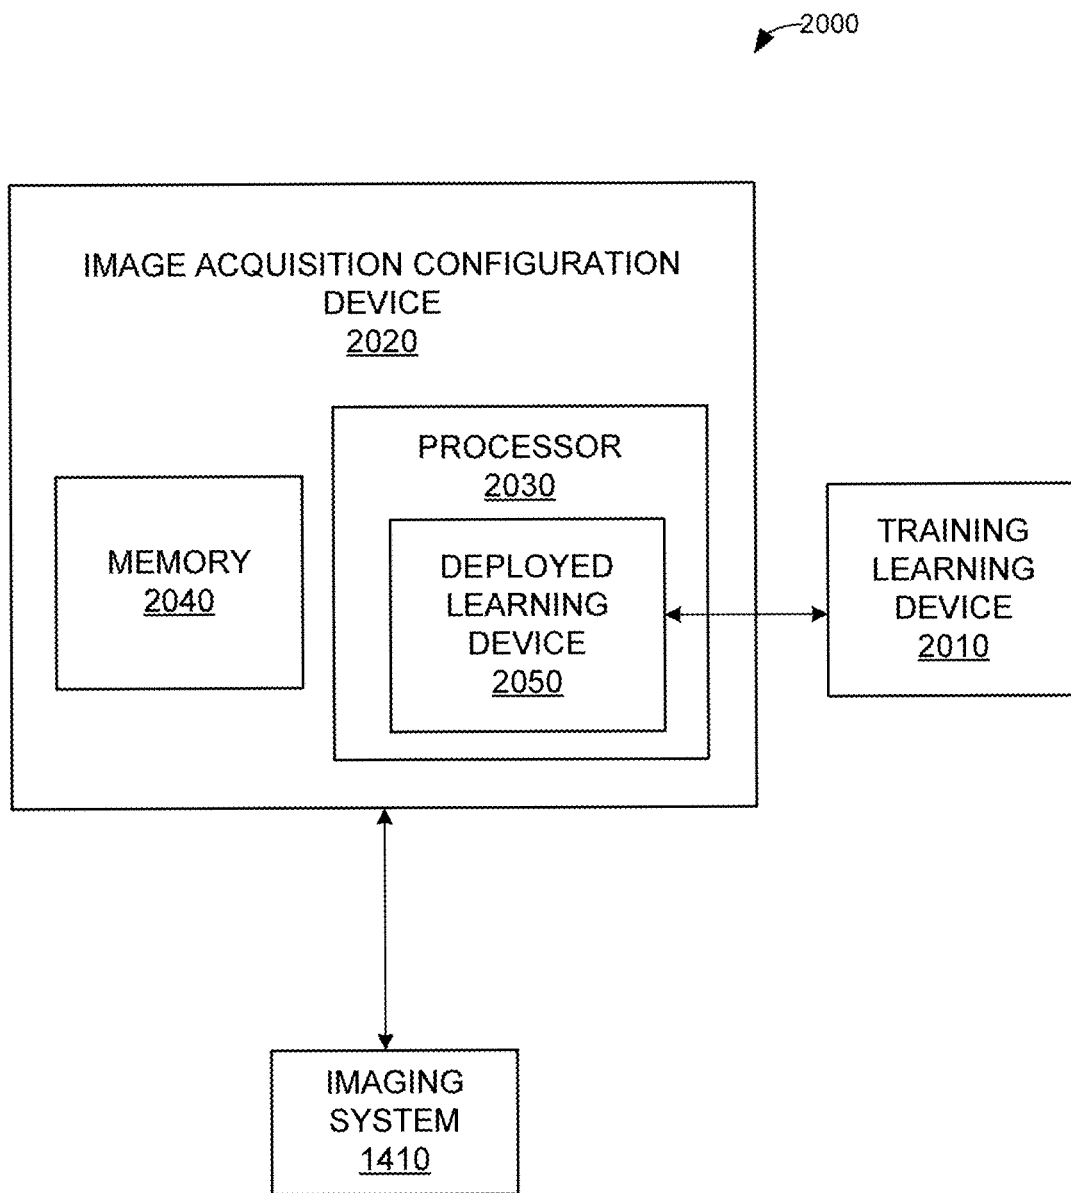 2000
IMAGE ACQUISITION CONFIGURATION
DEVICE
2020
PROCESSOR
2030
MEMORY
2040
DEPLOYED
LEARNING
DEVICE
2050
TRAINING
LEARNING
DEVICE
2010
IMAGING
SYSTEM
1410